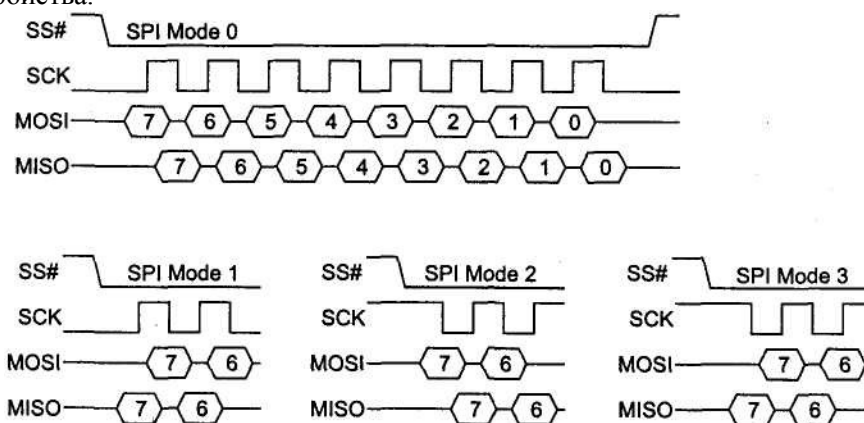 SS# SPI Mode 0
SCK
MOSI 7 6 5 4 3 2 1 0
MISO 7 6 5 4 3 2 1 0
SS# SPI Mode 1
SCK
MOSI 7 6
MISO 7 6
SS# SPI Mode 2
SCK
MOSI 7 6
MISO 7 6
SS# SPI Mode 3
SCK
MOSI 7 6
MISO 7 6